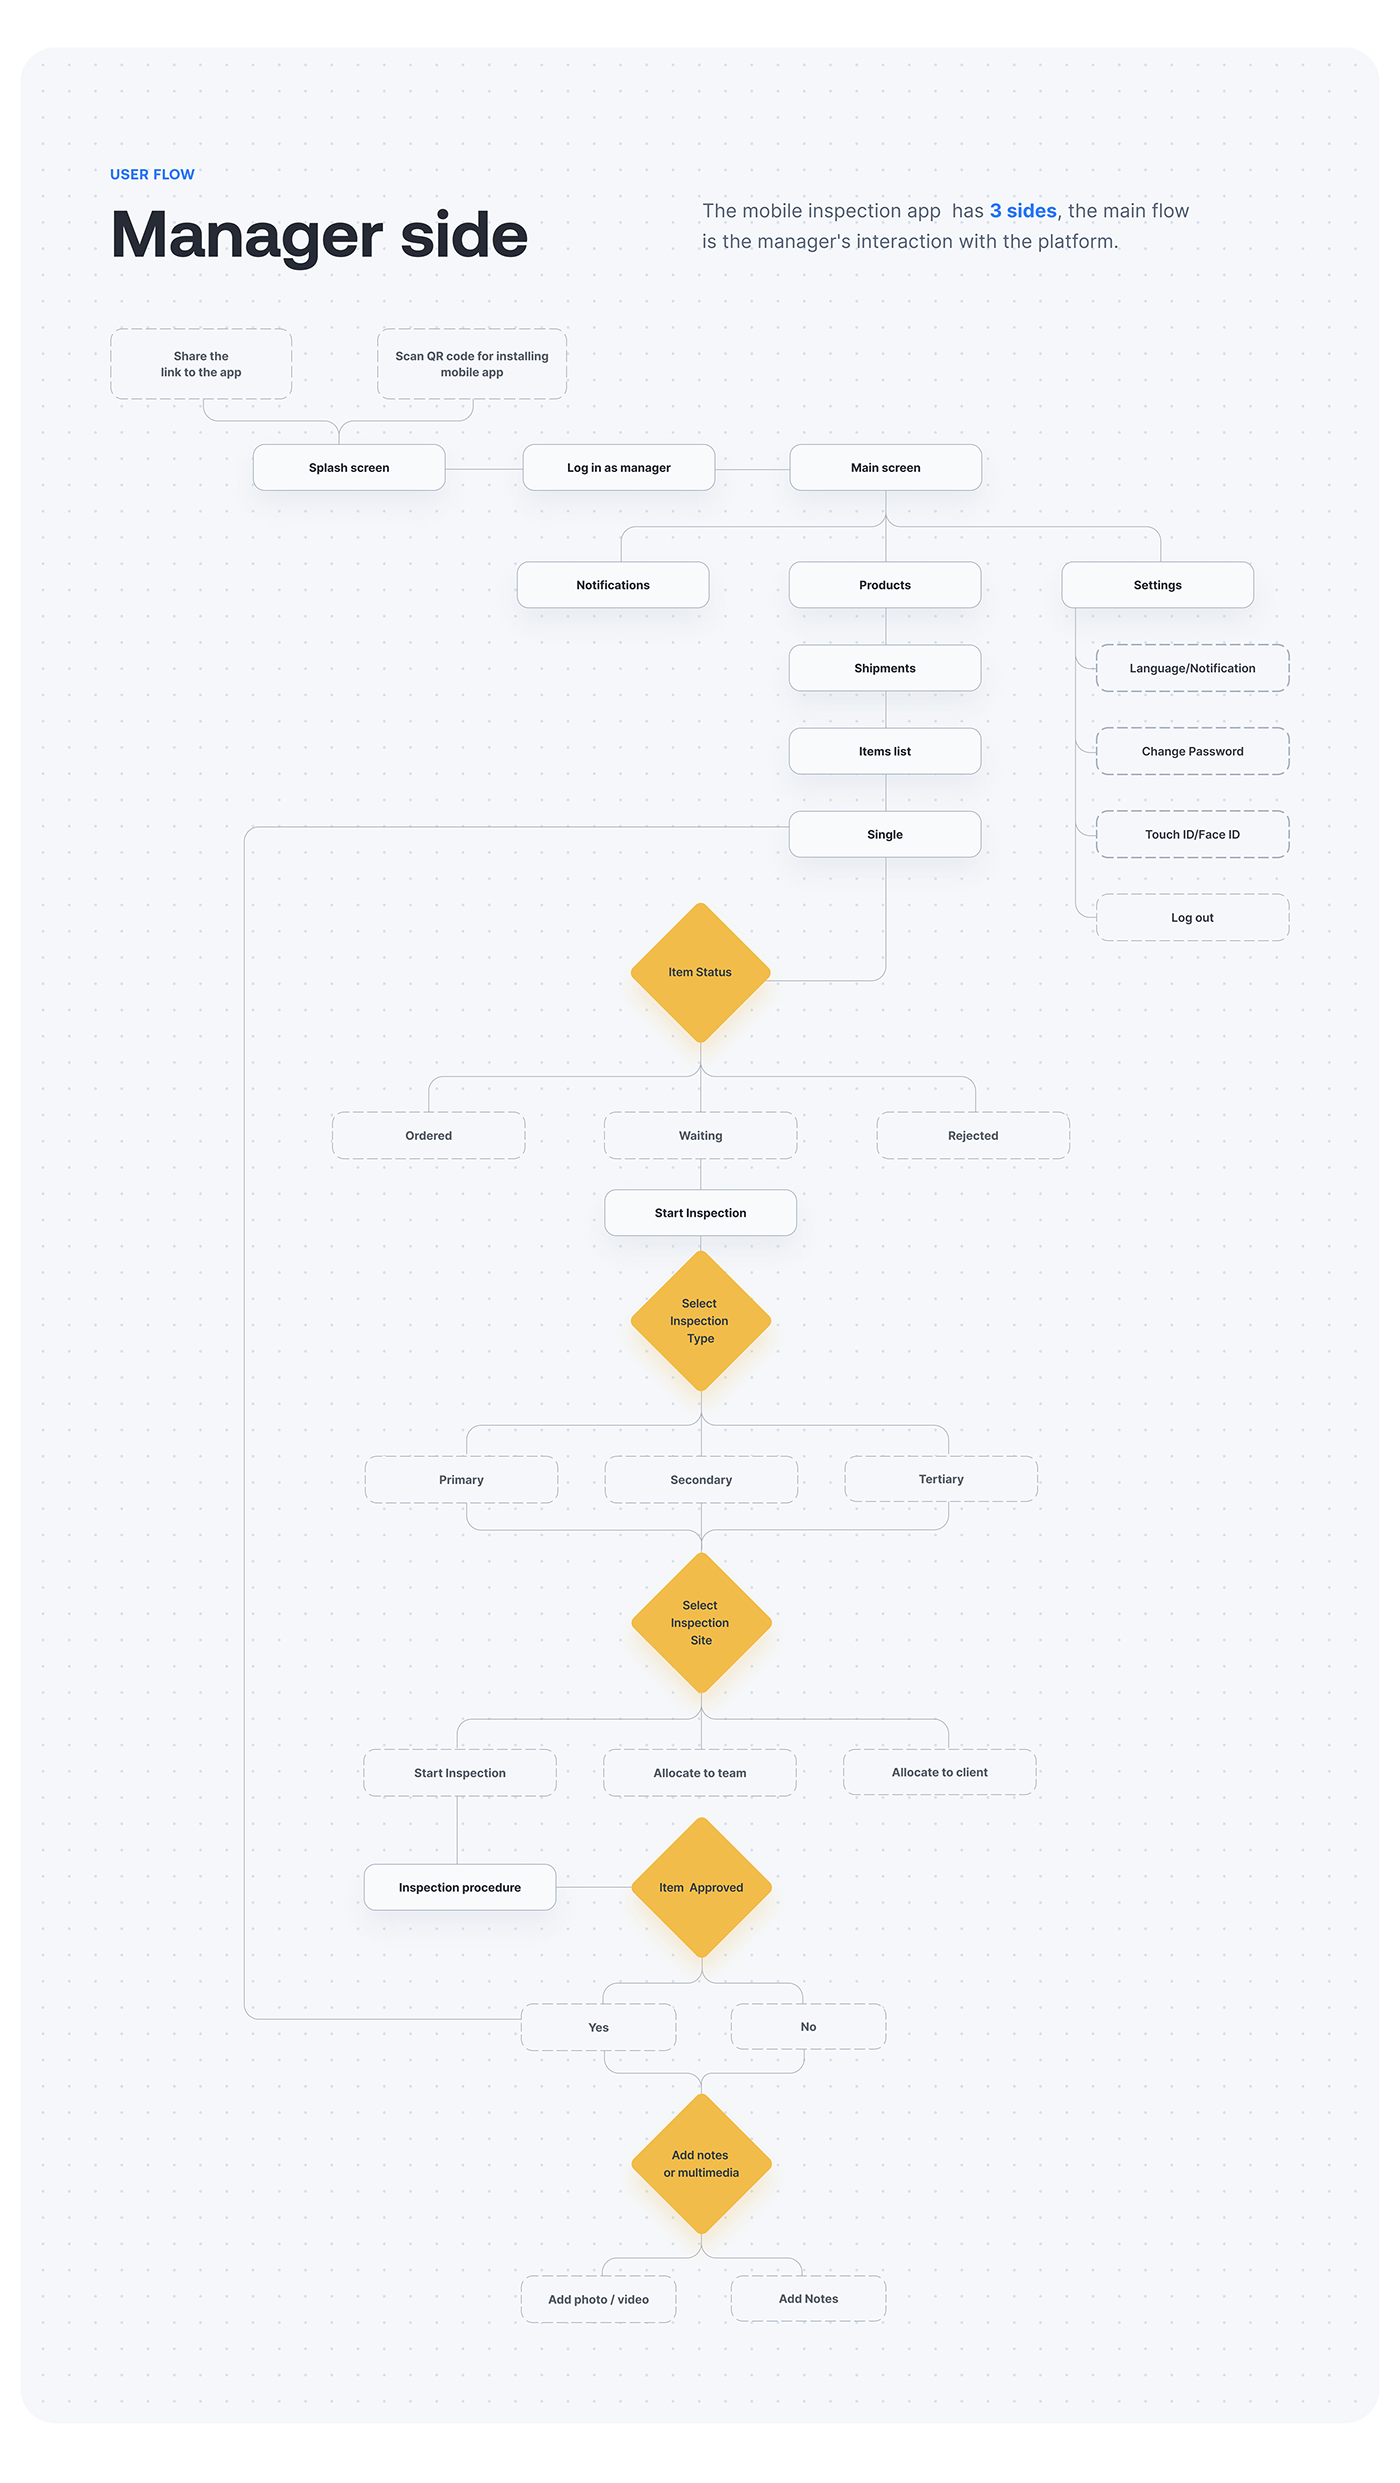 USER FLOW
Manager side
The mobile inspection app  has 3 sides, the main flow
is the manager's interaction with the platform.
Share the
link to the app
Scan QR code for installing
mobile app
Splash screen
Log in as manager
Main screen
Notifications
Products
Settings
Shipments
Language/Notification
Items list
Change Password
Single
Touch ID/Face ID
Log out
Item Status
Ordered
Waiting
Rejected
Start Inspection
Select
Inspection
Type
Primary
Secondary
Tertiary
Select
Inspection
Site
Start Inspection
Allocate to team
Allocate to client
Inspection procedure
Item  Approved
Yes
No
Add notes
or multimedia
Add photo / video
Add Notes